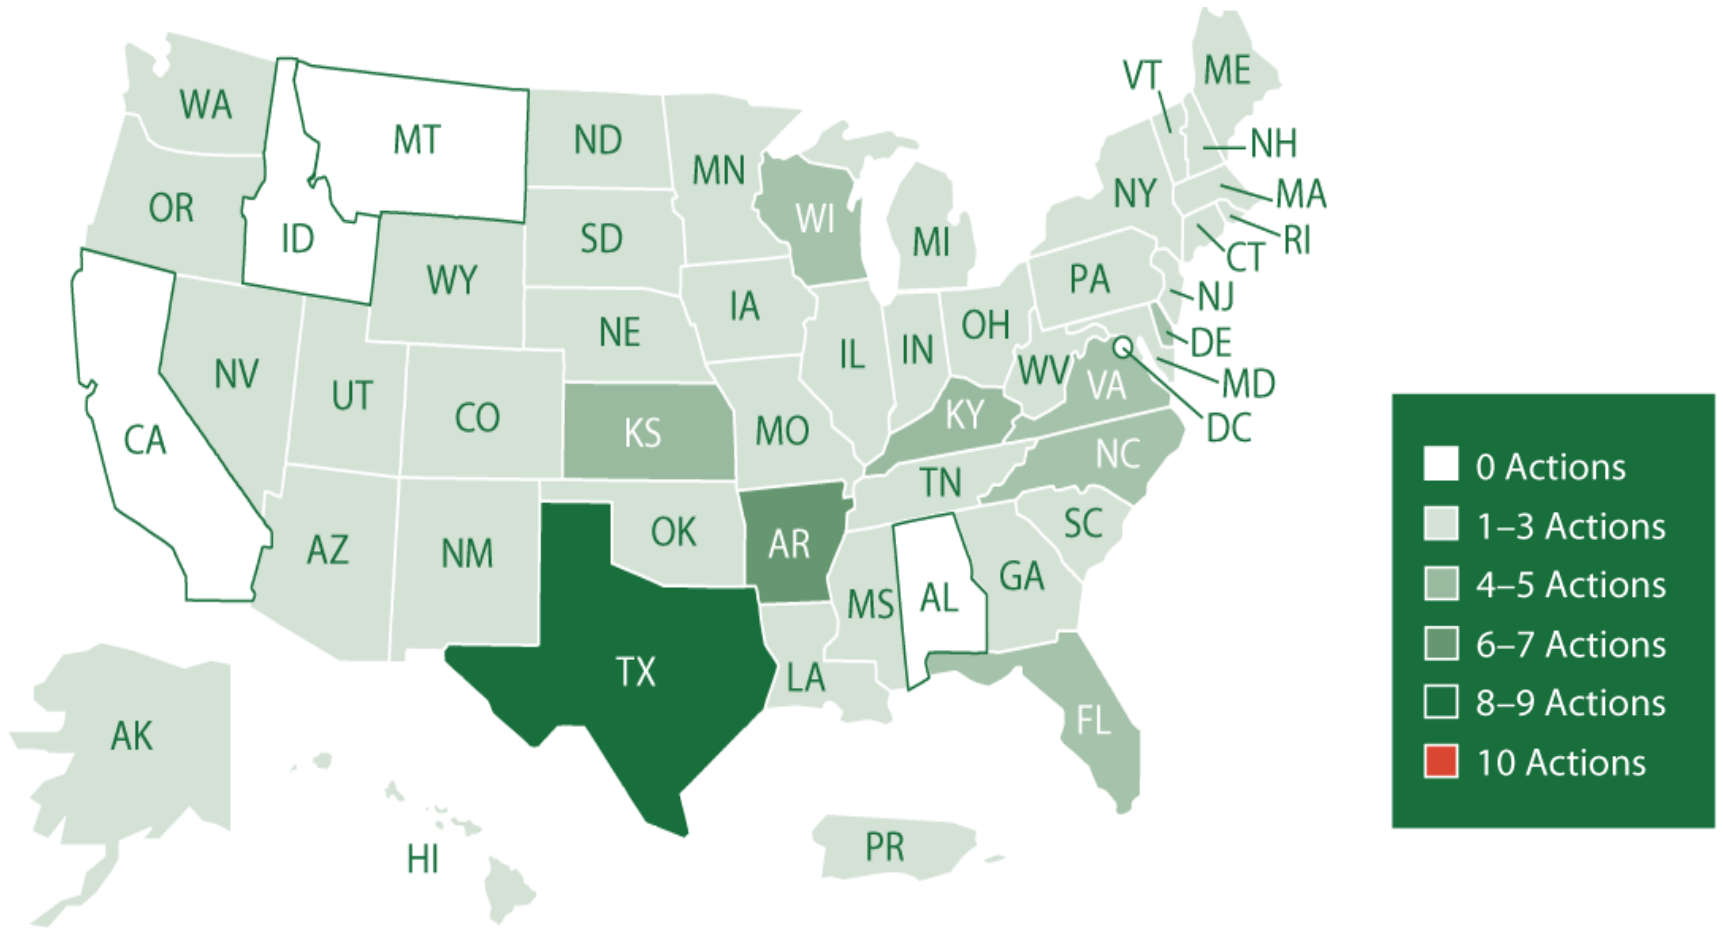 ME
VT
WA
MT
ND
NH
MN
MA
NY
OR
WI
ID
SD
MI
RI
CT
WY
PA
NJ
IA
NE
OH
DE
IL
IN
NV
WV
MD
UT
VA
CO
KY
DC
CA
KS
MO
NC
TN
SC
AZ
NM
OK
AR
GA
MS
AL
TX
LA
FL
AK
HI
PR
0 Actions
1–3 Actions
4–5 Actions
6–7 Actions
8–9 Actions
10 Actions